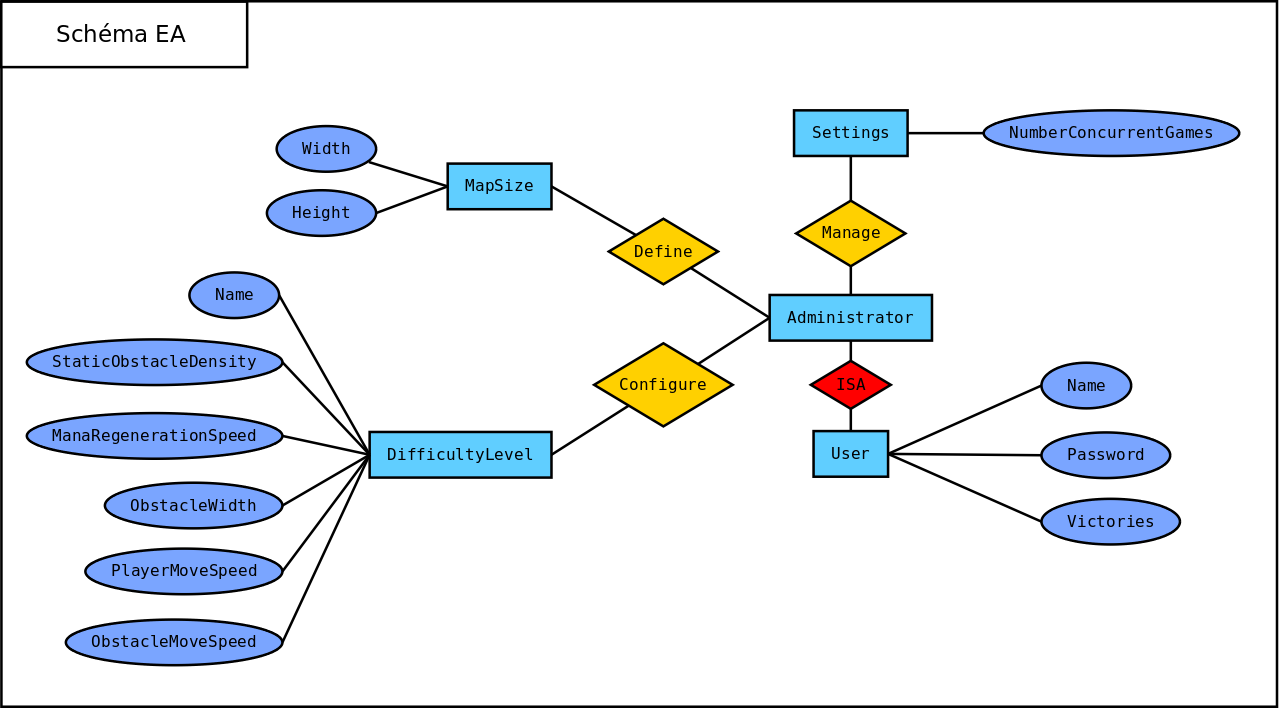 Schéma EA
Settings
NumberConcurrentGames
Width
MapSize
Height
Manage
Define
Name
Administrator
StaticObstacleDensity
Configure
ISA
Name
ManaRegenerationSpeed
DifficultyLevel
User
Password
ObstacleWidth
Victories
PlayerMoveSpeed
ObstacleMoveSpeed